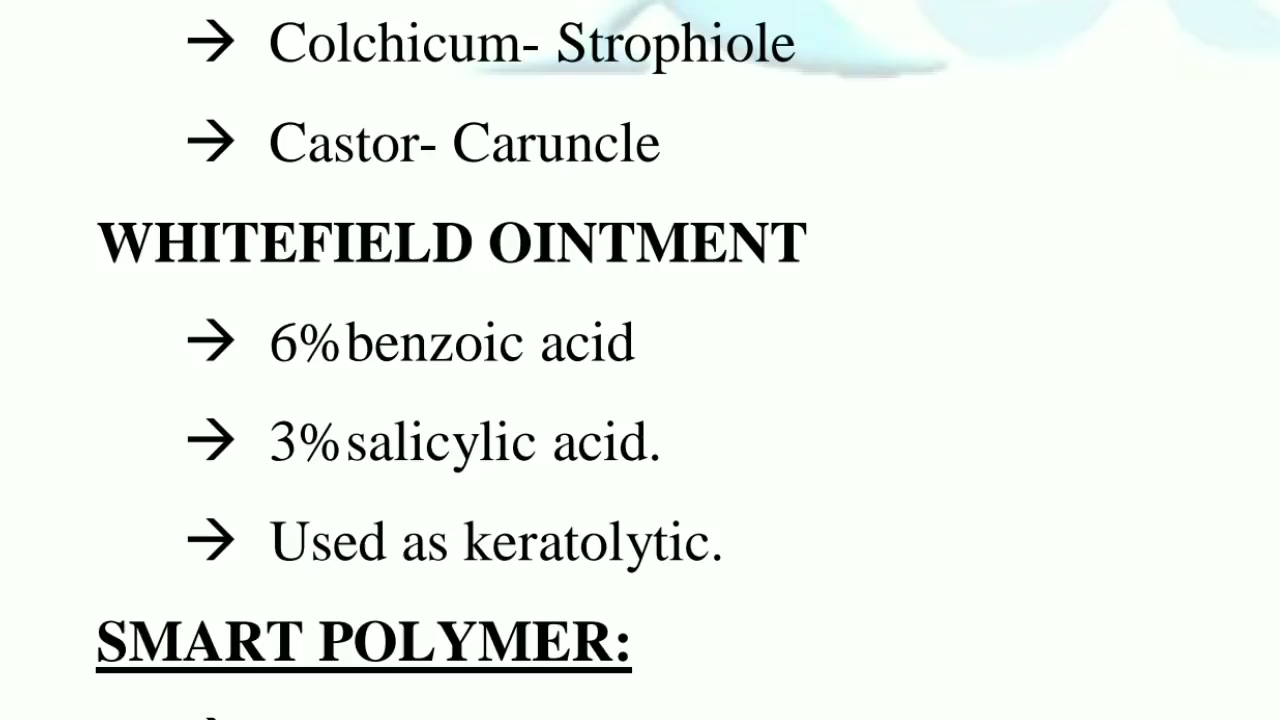 → Colchicum- Strophiole
→ Castor- Caruncle
WHITEFIELD OINTMENT
→ 6% benzoic acid
→ 3% salicylic acid.
→ Used as keratolytic.
SMART POLYMER: